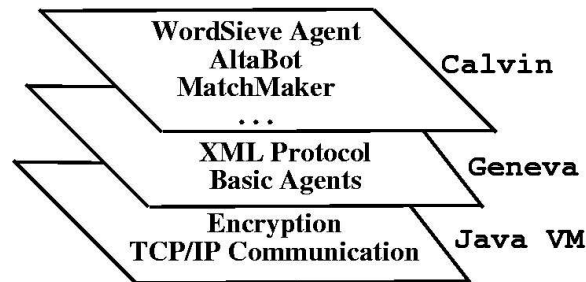 WordSieve Agent
AltaBot
MatchMaker
...
Calvin
XML Protocol
Basic Agents
Geneva
Encryption
TCP/IP Communication
Java VM